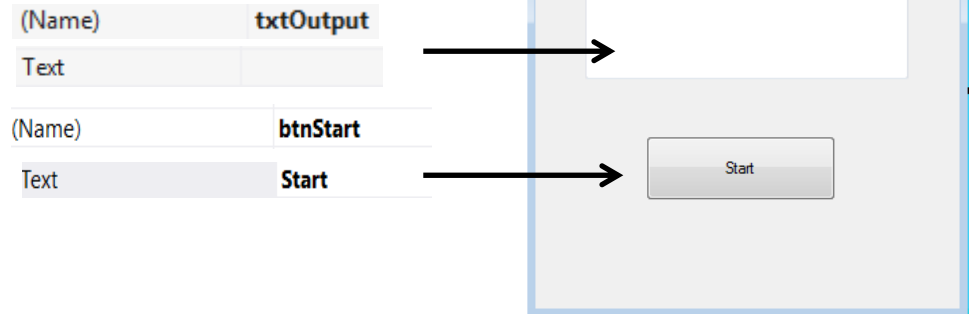 (Name) txtOutput
Text
(Name) btnStart
Text Start
Start